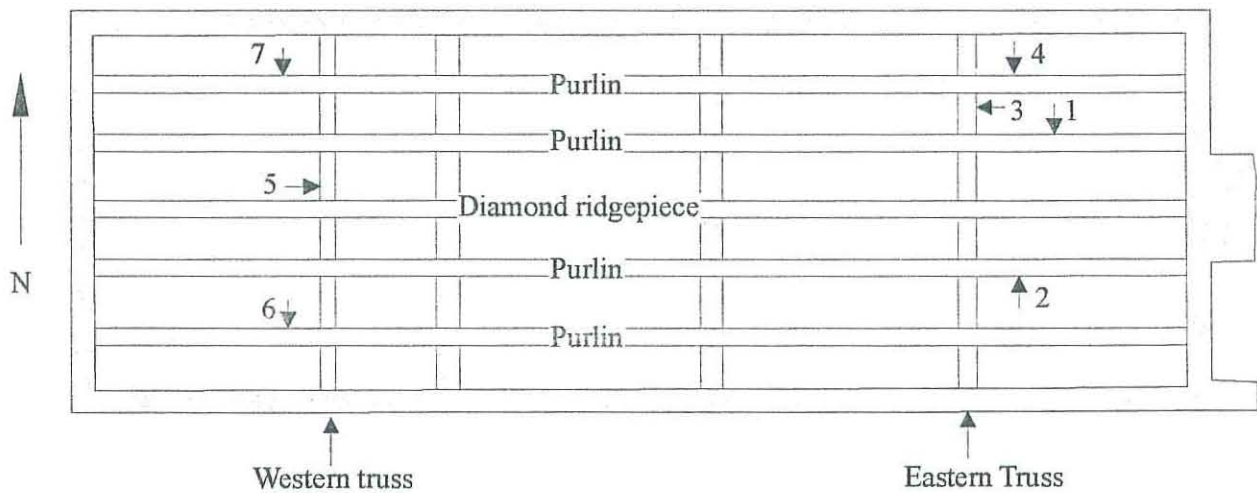 7
4
Purlin
3
1
Purlin
5
Diamond ridgepiece
Purlin
N
2
6
Purlin
Western truss
Eastern Truss